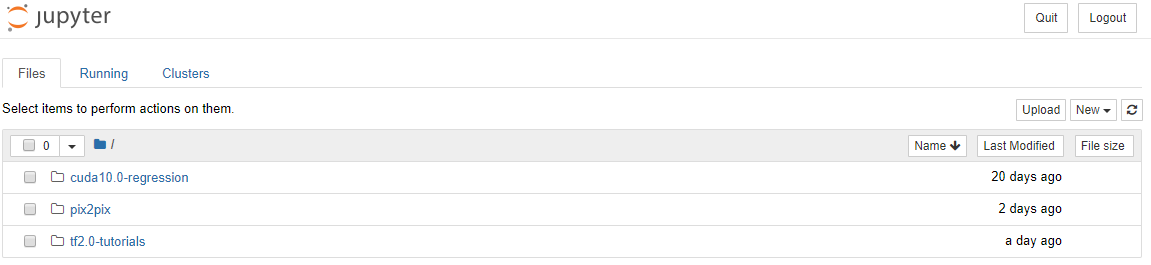 jupyter Quit Logout
Files Running Clusters
Select items to perform actions on them. Upload New
0 / Name Last Modified File size
cuda10.0-regression 20 days ago
pix2pix 2 days ago
tf2.0-tutorials a day ago